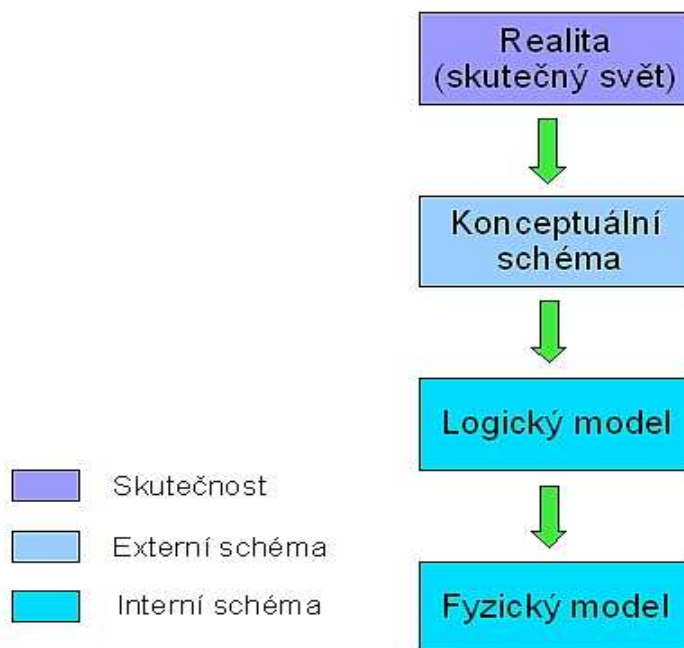 Realita
(skutečný svět)
Konceptuální
schéma
Logický model
Skutečnost
Externí schéma
Interní schéma
Fyzický model